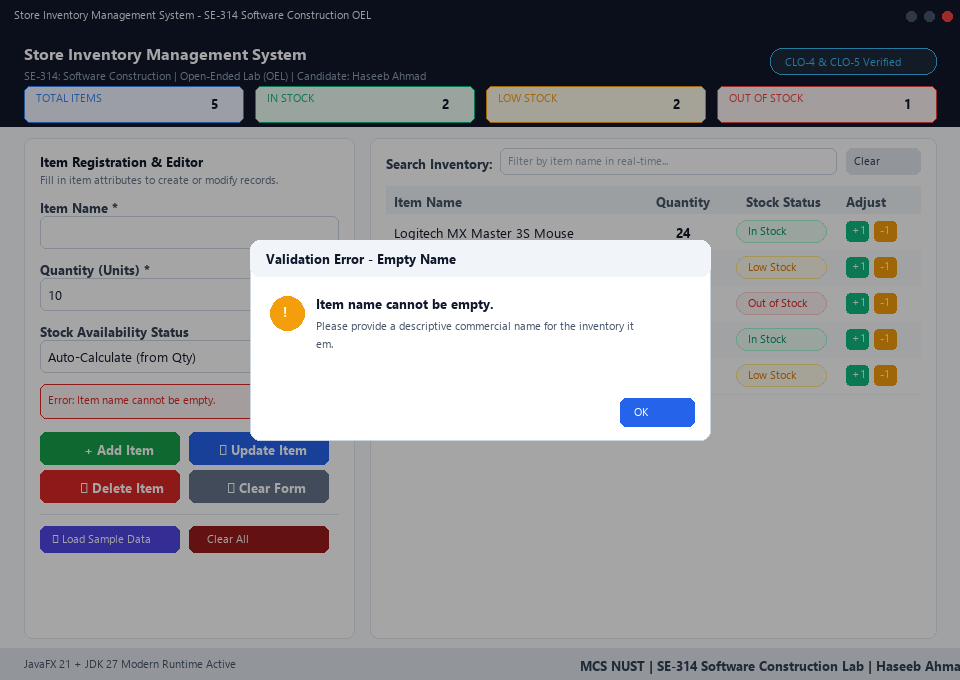 Store Inventory Management System - SE-314 Software Construction OEL
Store Inventory Management System
SE-314: Software Construction | Open-Ended Lab (OEL) | Candidate: Haseeb Ahmad
CLO-4 & CLO-5 Verified
TOTAL ITEMS 5
IN STOCK 2
LOW STOCK 2
OUT OF STOCK 1
Item Registration & Editor
Fill in item attributes to create or modify records.
Item Name *
Quantity (Units) *
10
Stock Availability Status
Auto-Calculate (from Qty)
Error: Item name cannot be empty.
+ Add Item
Update Item
Delete Item
Clear Form
Load Sample Data
Clear All
Search Inventory:
Filter by item name in real-time...
Clear
Item Name Quantity Stock Status Adjust
Logitech MX Master 3S Mouse 24 In Stock +1 -1
Low Stock +1 -1
Out of Stock +1 -1
In Stock +1 -1
Low Stock +1 -1
Validation Error - Empty Name
!
Item name cannot be empty.
Please provide a descriptive commercial name for the inventory it
em.
OK
JavaFX 21 + JDK 27 Modern Runtime Active
MCS NUST | SE-314 Software Construction Lab | Haseeb Ahma